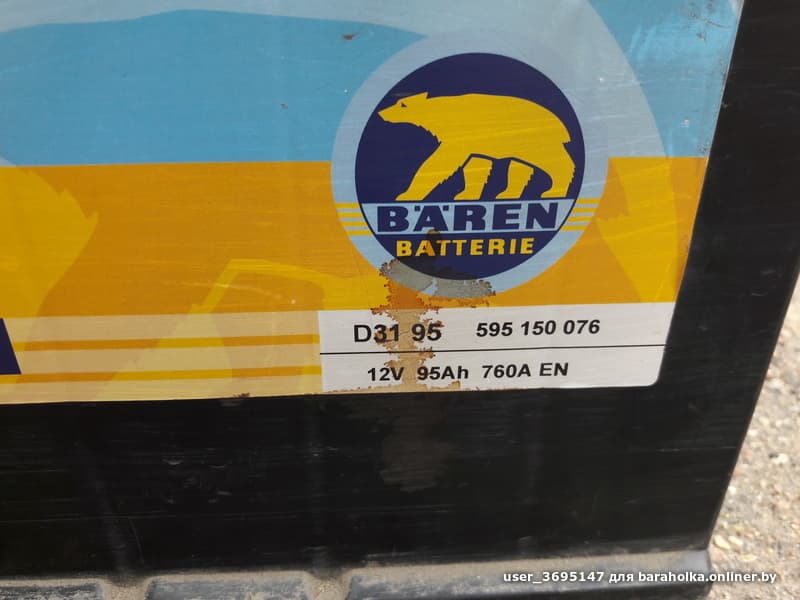 BÄREN
BATTERIE
D31 95 595 150 076
12V 95Ah 760A EN
user_3695147 для baraholka.onliner.by